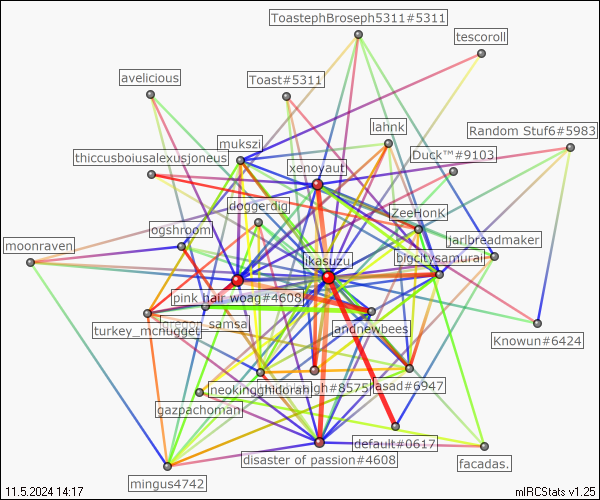 ToastephBroseph5311#5311
tescoroll
avelicious
Toast#5311
lahnk
Random Stuf6#5983
mukszi
thiccusboiusalexusjoneus
Duck™#9103
xenoyaut
doggerdig
ZeeHonK
ogshroom
moonraven
jarlbreadmaker
ikasuzu
bigcitysamurai
pink hair woag#4608
samsal
turkey_mcnugget
andnewbees
Knowun#6424
neokingghidorah
high#8575
asad#6947
gazpachoman
default#0617
disaster of passion#4608
facadas.
mingus4742
11.5.2024 14:17
mIRCStats v1.25